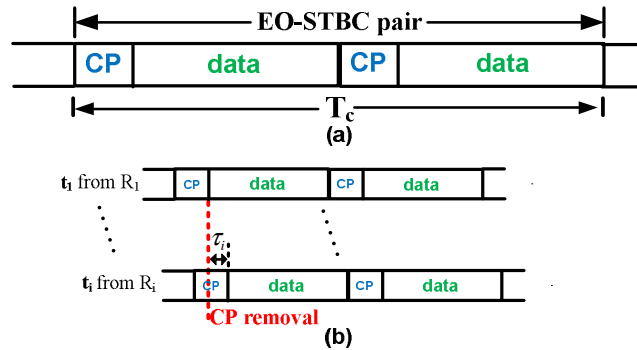 EO-STBC pair
CP data CP data
T_c
(a)
t_1 from R_1 CP data CP data
τ_i
t_i from R_i CP data CP data
CP removal
(b)